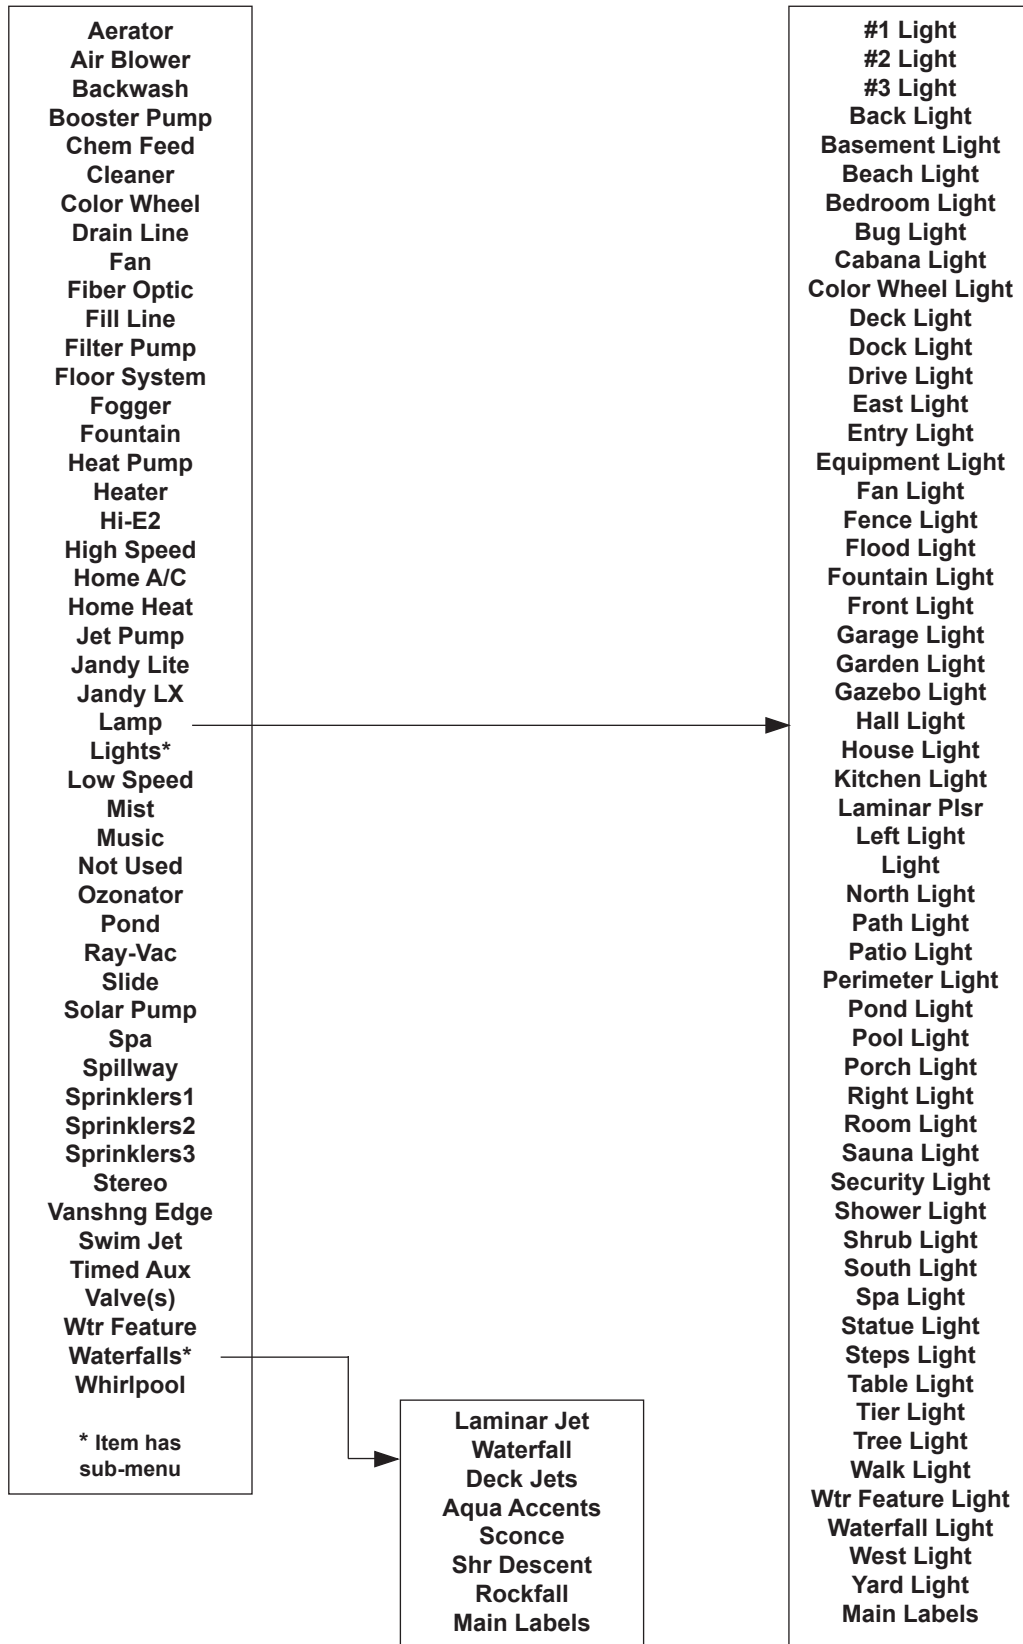 Aerator
Air Blower
Backwash
Booster Pump
Chem Feed
Cleaner
Color Wheel
Drain Line
Fan
Fiber Optic
Fill Line
Filter Pump
Floor System
Fogger
Fountain
Heat Pump
Heater
Hi-E2
High Speed
Home A/C
Home Heat
Jet Pump
Jandy Lite
Jandy LX
Lamp
Lights*
Low Speed
Mist
Music
Not Used
Ozonator
Pond
Ray-Vac
Slide
Solar Pump
Spa
Spillway
Sprinklers1
Sprinklers2
Sprinklers3
Stereo
Vanshng Edge
Swim Jet
Timed Aux
Valve(s)
Wtr Feature
Waterfalls*
Whirlpool
* Item has
sub-menu
Laminar Jet
Waterfall
Deck Jets
Aqua Accents
Sconce
Shr Descent
Rockfall
Main Labels
#1 Light
#2 Light
#3 Light
Back Light
Basement Light
Beach Light
Bedroom Light
Bug Light
Cabana Light
Color Wheel Light
Deck Light
Dock Light
Drive Light
East Light
Entry Light
Equipment Light
Fan Light
Fence Light
Flood Light
Fountain Light
Front Light
Garage Light
Garden Light
Gazebo Light
Hall Light
House Light
Kitchen Light
Laminar Plsr
Left Light
Light
North Light
Path Light
Patio Light
Perimeter Light
Pond Light
Pool Light
Porch Light
Right Light
Room Light
Sauna Light
Security Light
Shower Light
Shrub Light
South Light
Spa Light
Statue Light
Steps Light
Table Light
Tier Light
Tree Light
Walk Light
Wtr Feature Light
Waterfall Light
West Light
Yard Light
Main Labels